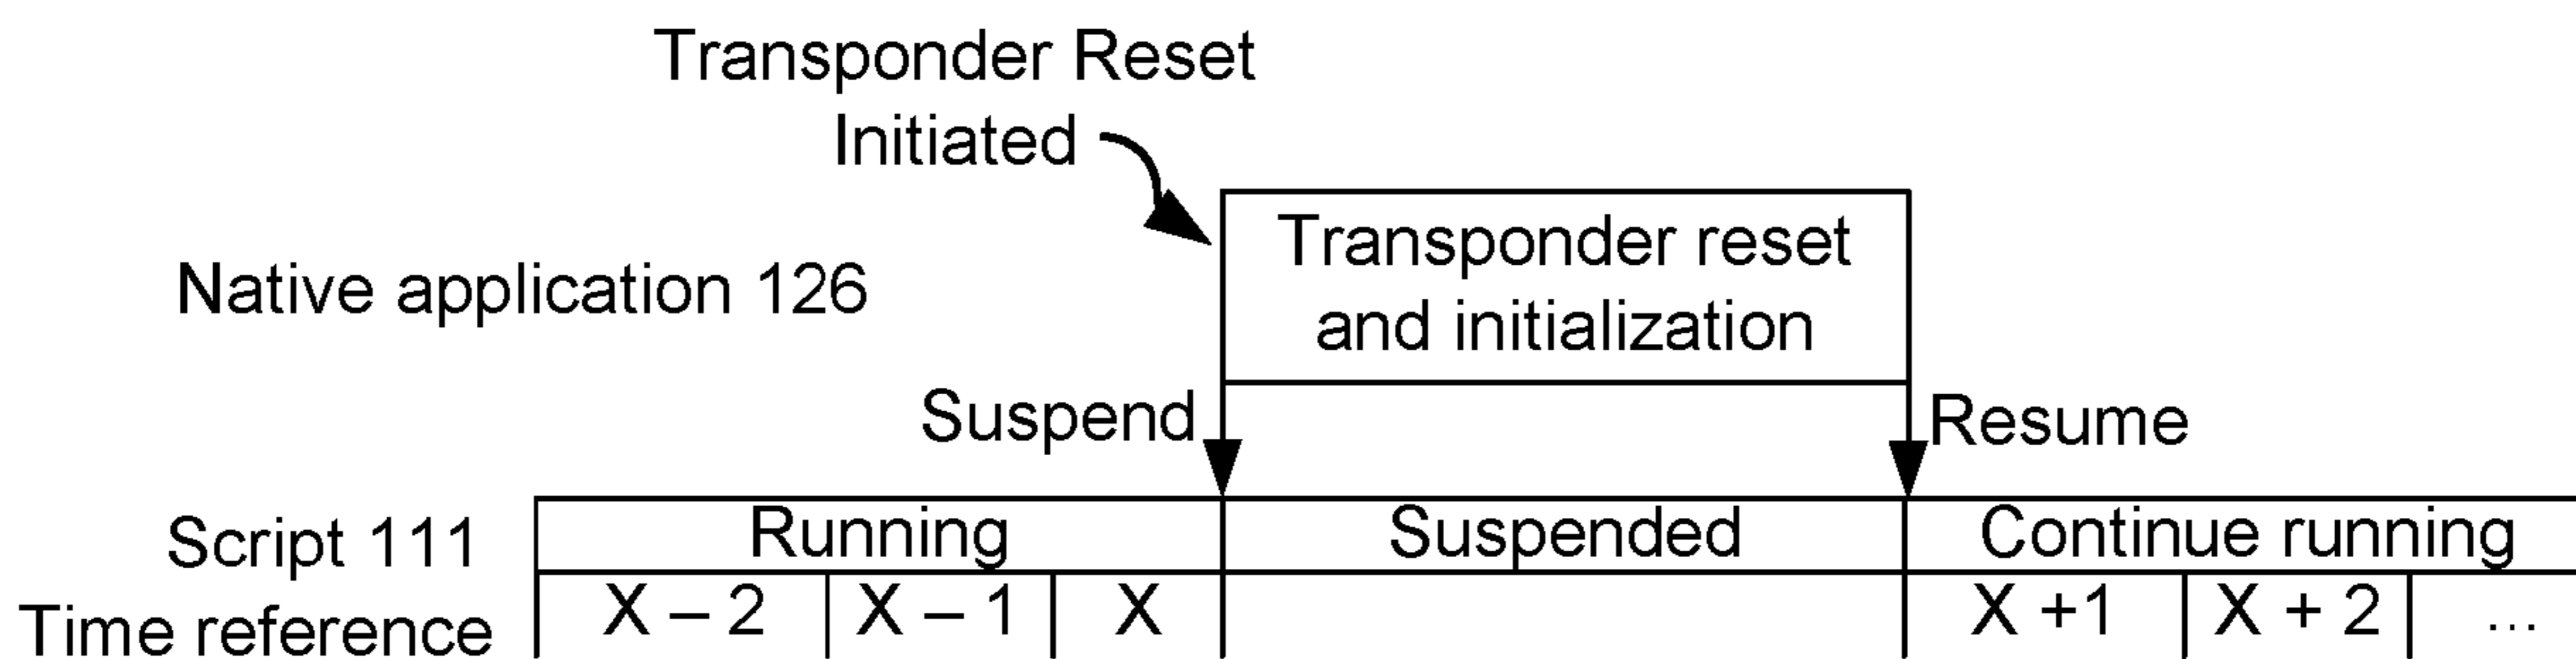 Transponder Reset
Initiated
Transponder reset
and initialization
Native application 126
Suspend
Resume
Script 111
Running
Suspended
Continue running
Time reference
X – 2
X – 1
X
X +1
X + 2
...